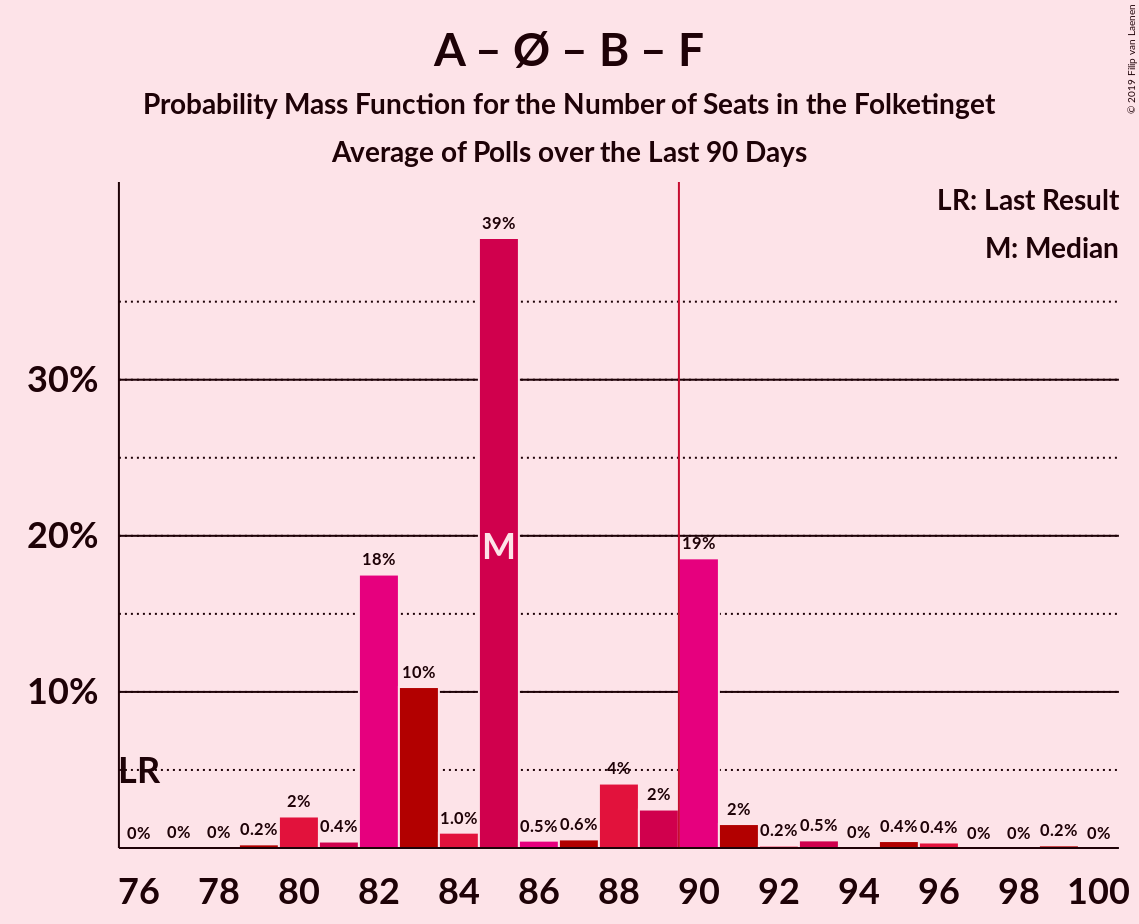 A – Ø – B – F
Probability Mass Function for the Number of Seats in the Folketinget
Average of Polls over the Last 90 Days
© 2019 Filip van Laenen
LR: Last Result
M: Median
39%
30%
20%
M
19%
18%
10%
10%
LR
4%
2%
2%
2%
0% 0% 0% 0.2% 0.4% 1.0% 0.5% 0.6% 0.2% 0.5% 0% 0.4% 0.4% 0% 0% 0.2% 0%
76 78 80 82 84 86 88 90 92 94 96 98 100